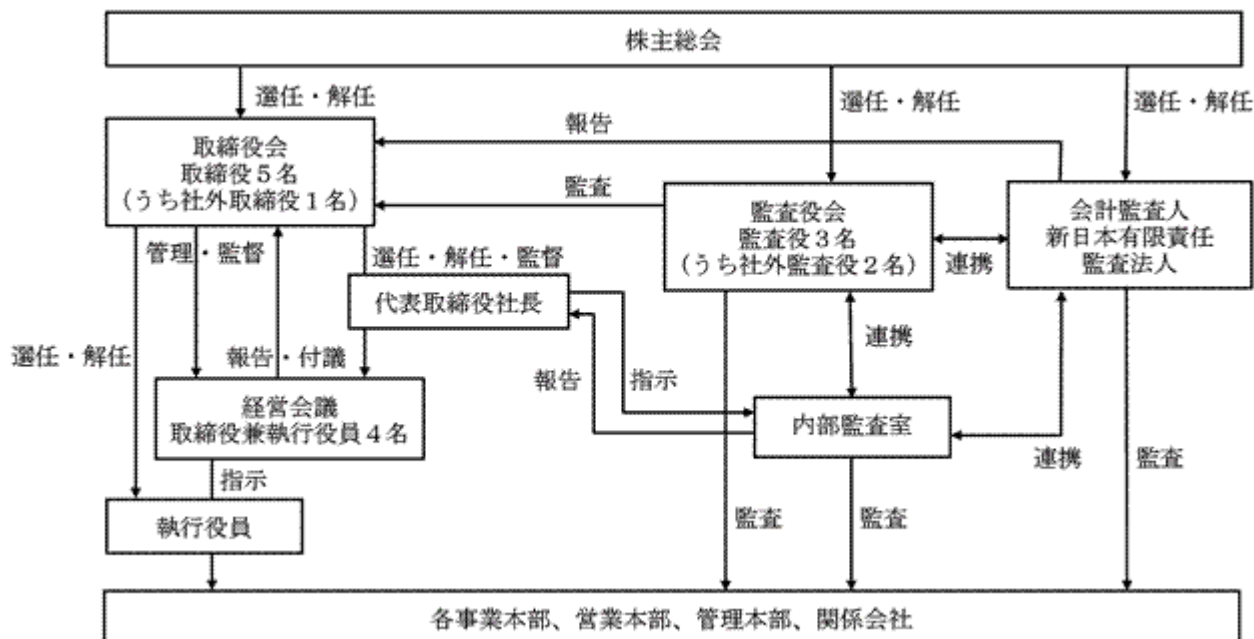 株主総会
選任・解任
選任・解任
選任・解任
報告
取締役会
取締役5名
(うち社外取締役1名)
監査
監査役会
監査役3名
(うち社外監査役2名)
会計監査人
新日本有限責任
監査法人
連携
管理・監督
選任・解任・監督
代表取締役社長
選任・解任
報告・付議
報告
指示
連携
経営会議
取締役兼執行役員4名
内部監査室
連携
監査
指示
執行役員
監査
監査
各事業本部、営業本部、管理本部、関係会社